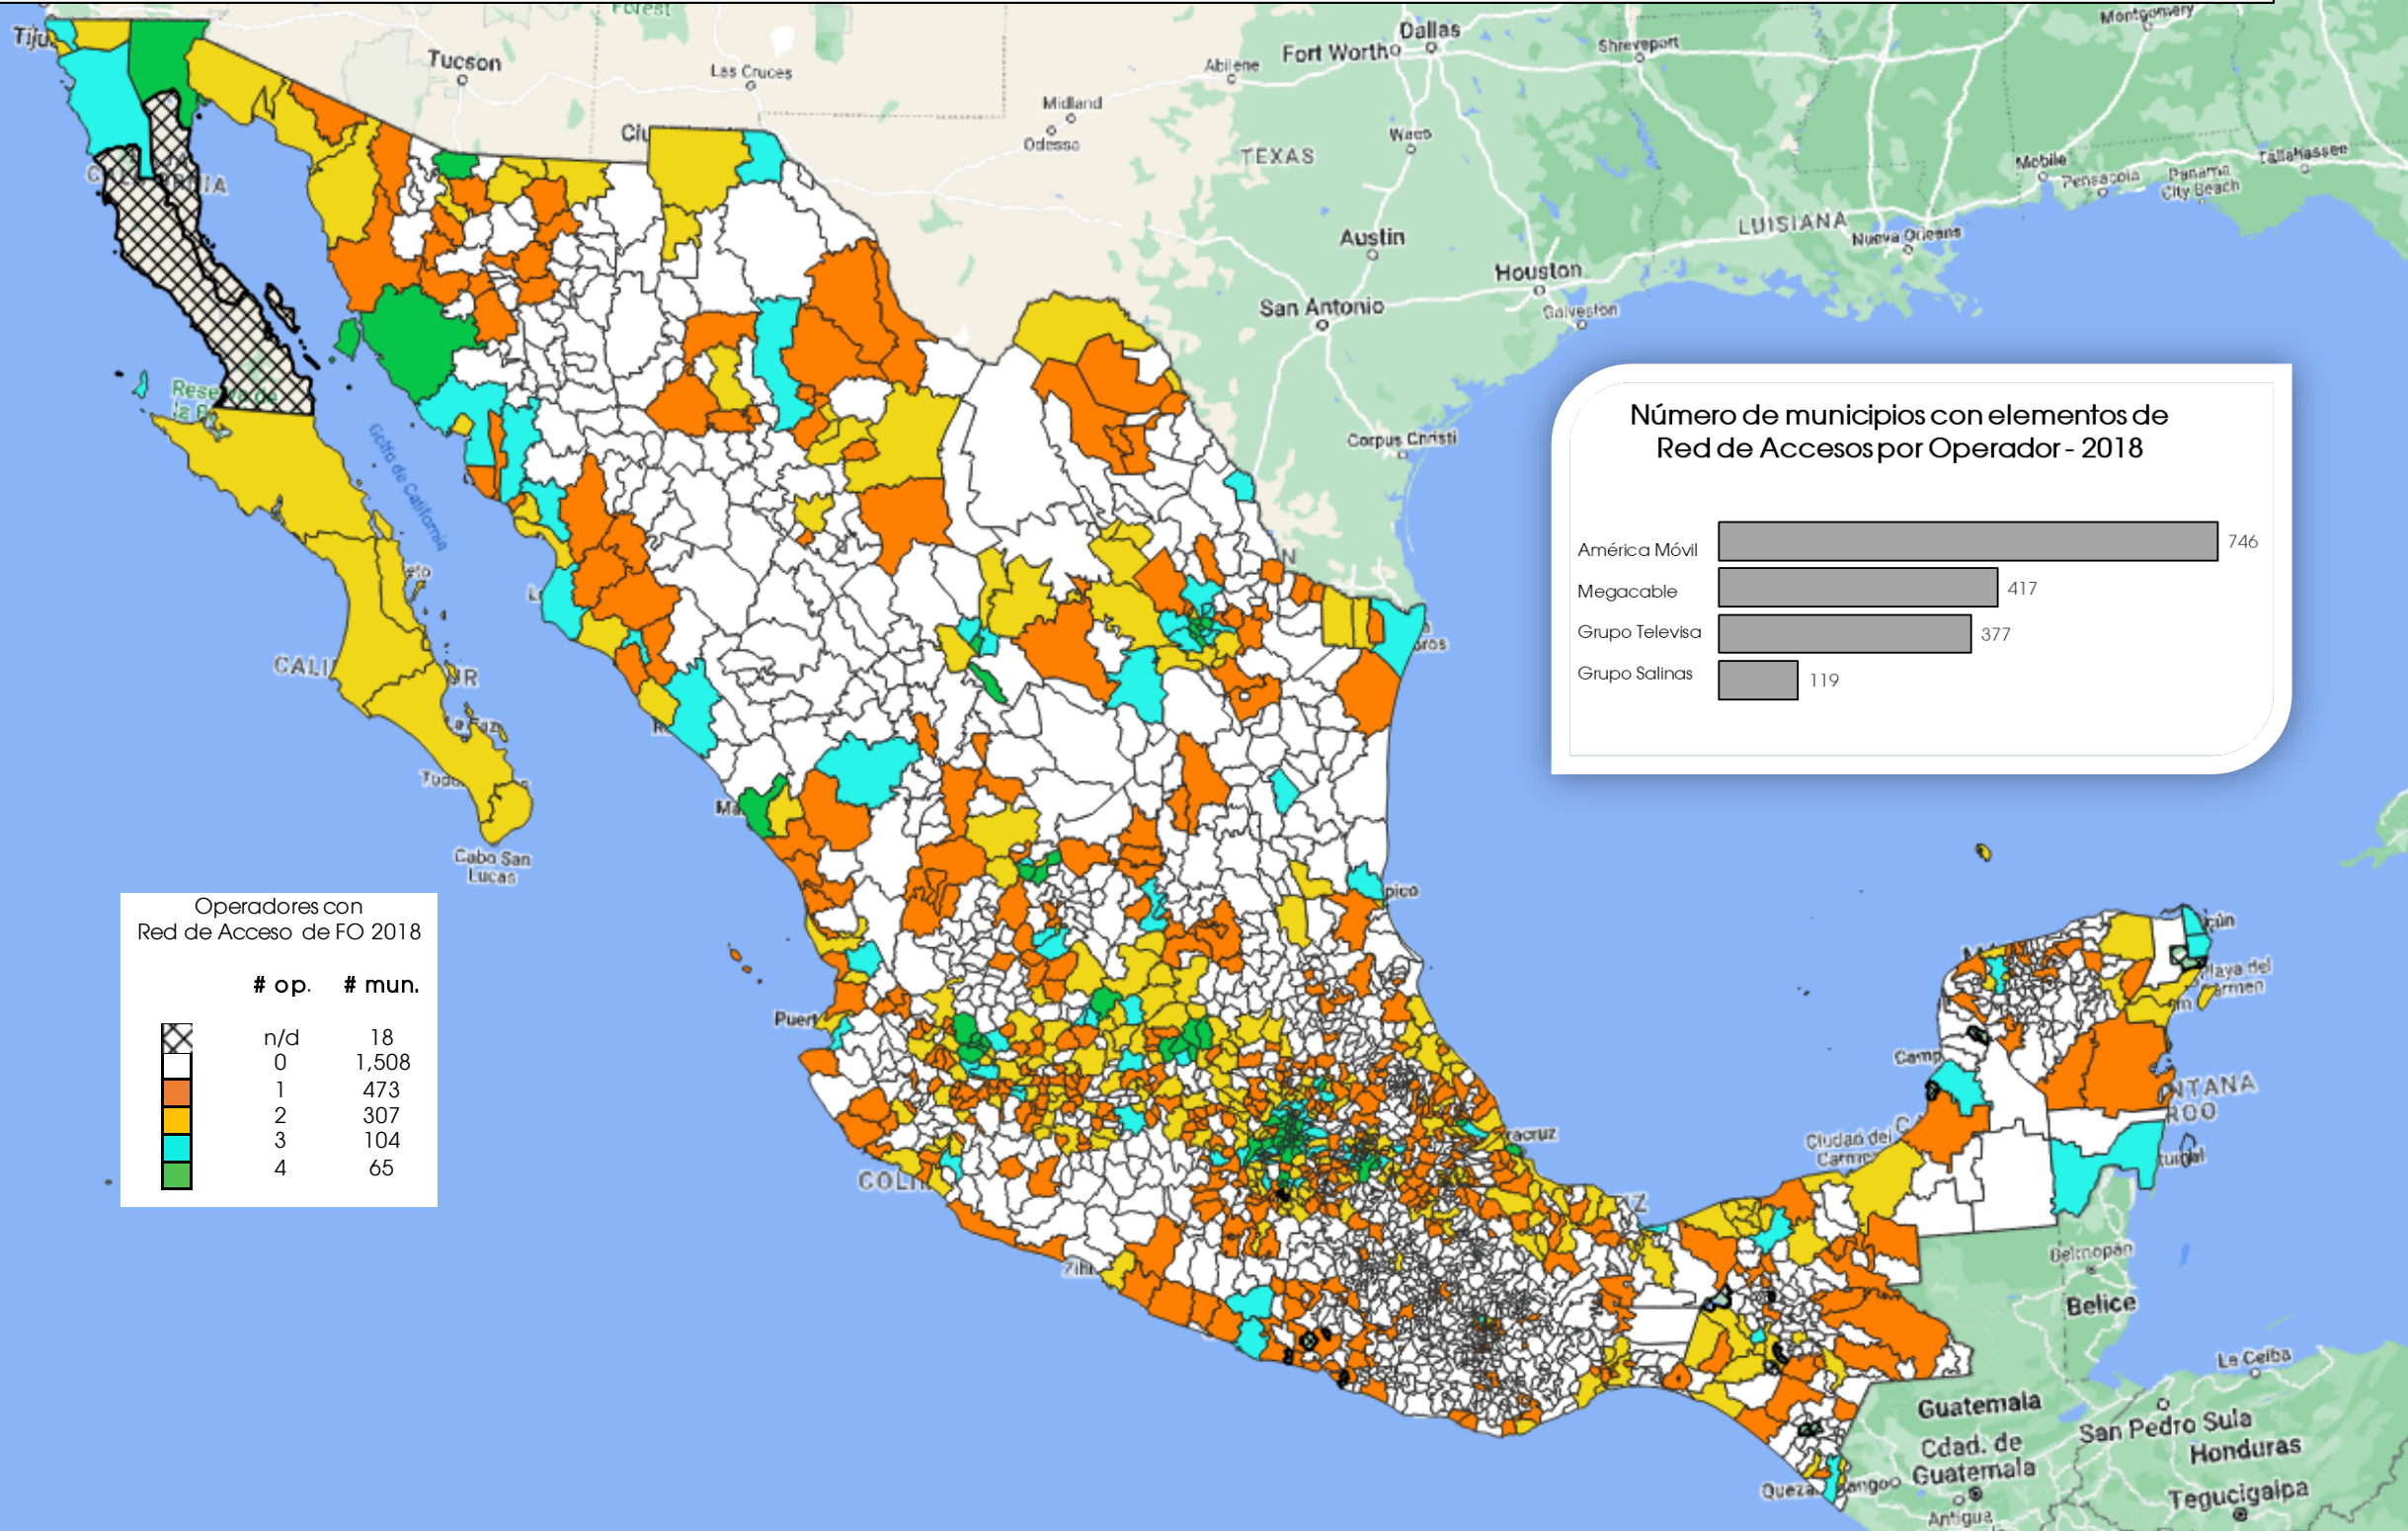 Forest
Montgomery
Dallas
Fort Wortho
Shreveport
Tucson
Abilene
Las Cruces
Midland
Odessa
Waco
TEXAS
Mobile
Tallahassee
Pensacola
Panama
City Beach
LUISIANA
Nueva Orleans
Austin
Houston
San Antonio
Galveston
Corpus Christi
Golfo de California
Número de municipios con elementos de
Red de Accesos por Operador - 2018
América Móvil 746
Megacable 417
Grupo Televisa 377
Grupo Salinas 119
Cabo San
Lucas
Operadores con
Red de Acceso de FO 2018
# op. # mun.
n/d 18
0 1,508
1 473
2 307
3 104
4 65
Playa del
Ciudad del
Belmopán
Belice
La Ceiba
Guatemala
San Pedro Sula
Honduras
Cdad. de
Guatemala
Tegucigalpa
Antigua